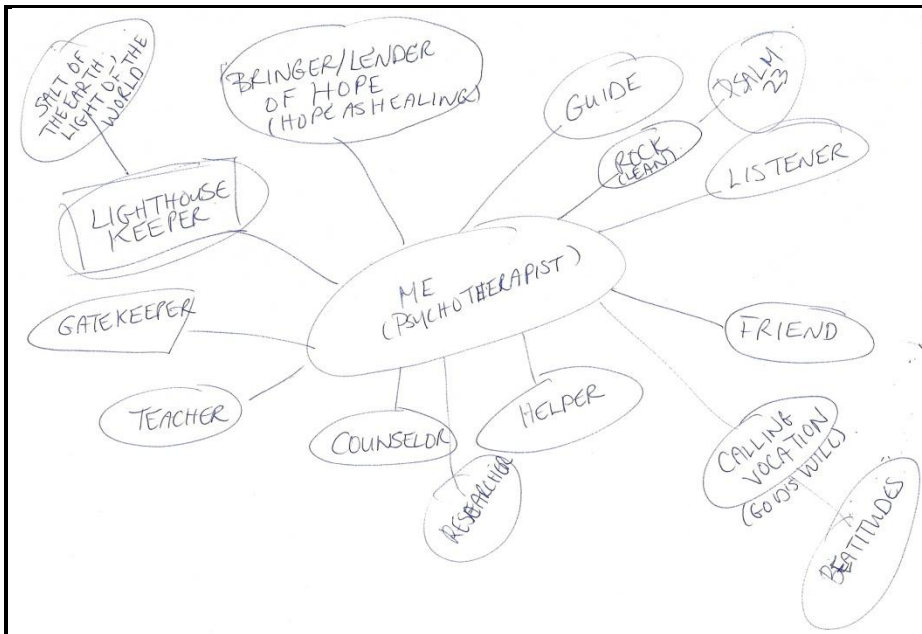 SALT OF
THE EARTH,
LIGHT OF THE
WORLD
BRINGER/LENDER
OF HOPE
(HOPE AS HEALING)
GUIDE
PSALM
23
ROCK
(LEAN)
LISTENER
LIGHTHOUSE
KEEPER
ME
(PSYCHOTHERAPIST)
GATEKEEPER
FRIEND
TEACHER
COUNSELOR
HELPER
RESEARCHER
CALLING
VOCATION
(GOD'S WILL)
BEATITUDES